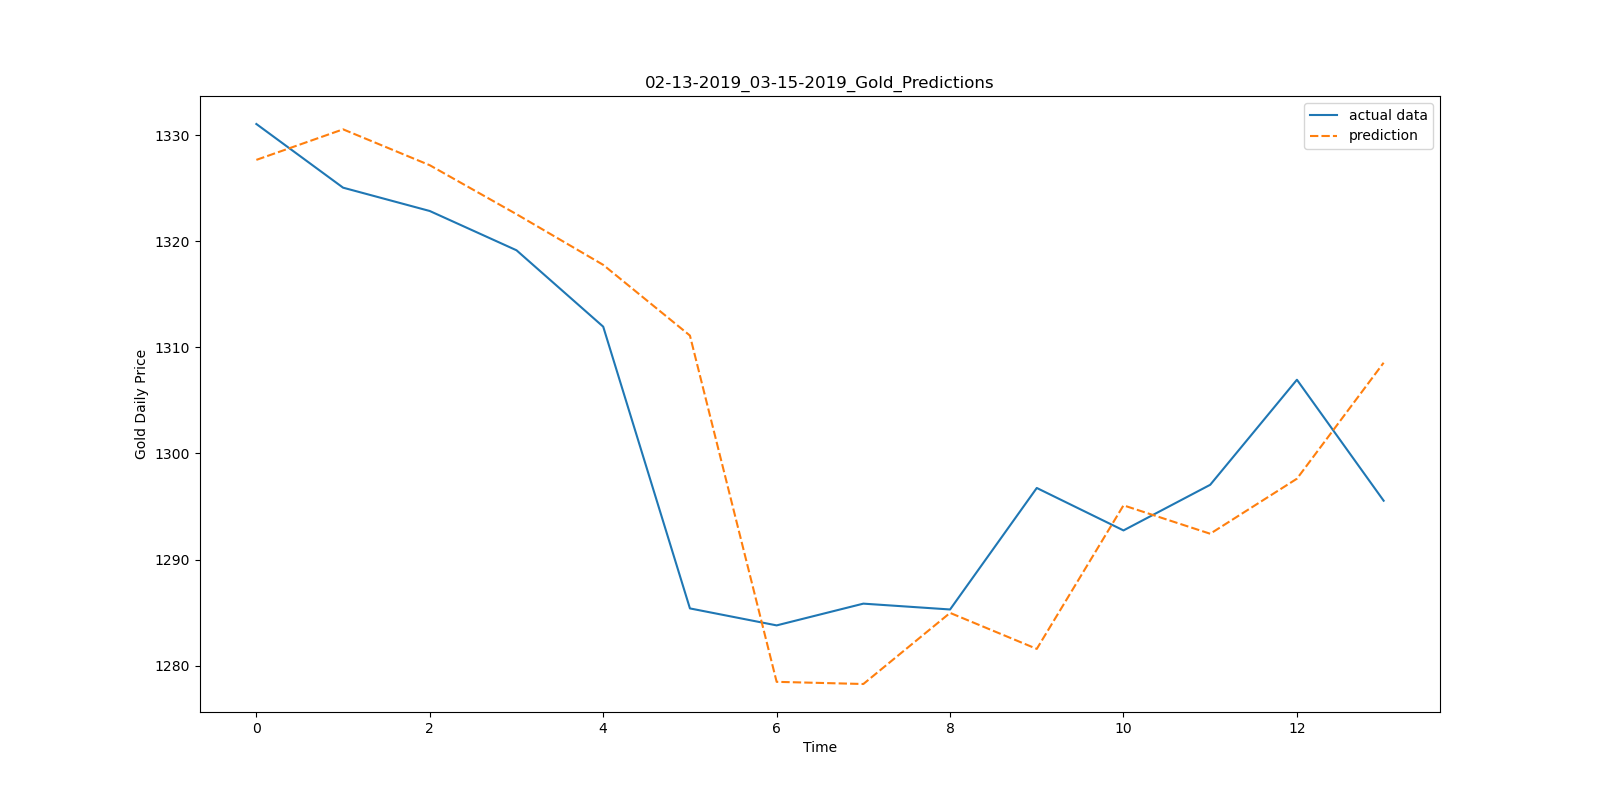 02-13-2019_03-15-2019_Gold_Predictions
actual data
prediction
Gold Daily Price
1330
1320
1310
1300
1290
1280
0 2 4 6 8 10 12
Time